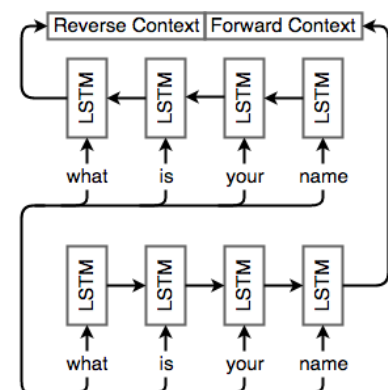 Reverse Context Forward Context
LSTM LSTM LSTM LSTM
what is your name
LSTM LSTM LSTM LSTM
what is your name